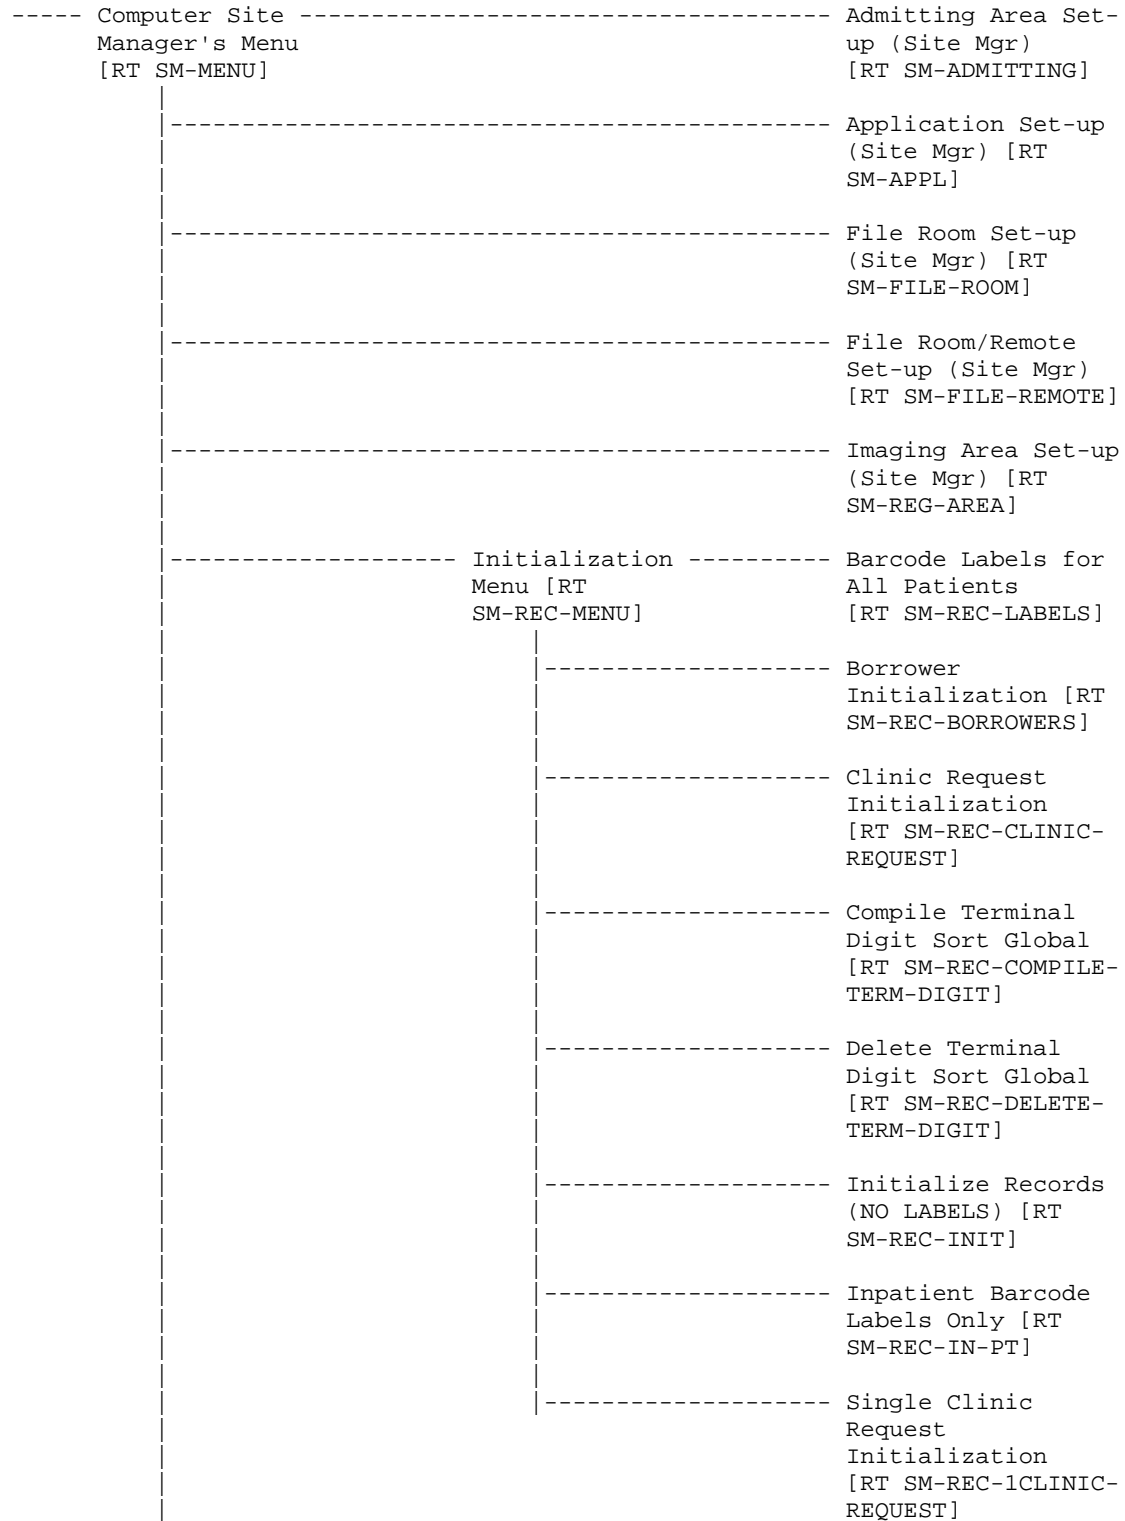 ----- Computer Site ------------------------------------- Admitting Area Set-
      Manager's Menu                                      up (Site Mgr)
      [RT SM-MENU]                                        [RT SM-ADMITTING]
          |
          |---------------------------------------------- Application Set-up
          |                                               (Site Mgr) [RT
          |                                               SM-APPL]
          |
          |---------------------------------------------- File Room Set-up
          |                                               (Site Mgr) [RT
          |                                               SM-FILE-ROOM]
          |
          |---------------------------------------------- File Room/Remote
          |                                               Set-up (Site Mgr)
          |                                               [RT SM-FILE-REMOTE]
          |
          |---------------------------------------------- Imaging Area Set-up
          |                                               (Site Mgr) [RT
          |                                               SM-REG-AREA]
          |
          |-------------------- Initialization ---------- Barcode Labels for
          |                     Menu [RT                  All Patients
          |                     SM-REC-MENU]              [RT SM-REC-LABELS]
          |                         |
          |                         |-------------------- Borrower
          |                         |                     Initialization [RT
          |                         |                     SM-REC-BORROWERS]
          |                         |
          |                         |-------------------- Clinic Request
          |                         |                     Initialization
          |                         |                     [RT SM-REC-CLINIC-
          |                         |                     REQUEST]
          |                         |
          |                         |-------------------- Compile Terminal
          |                         |                     Digit Sort Global
          |                         |                     [RT SM-REC-COMPILE-
          |                         |                     TERM-DIGIT]
          |                         |
          |                         |-------------------- Delete Terminal
          |                         |                     Digit Sort Global
          |                         |                     [RT SM-REC-DELETE-
          |                         |                     TERM-DIGIT]
          |                         |
          |                         |-------------------- Initialize Records
          |                         |                     (NO LABELS) [RT
          |                         |                     SM-REC-INIT]
          |                         |
          |                         |-------------------- Inpatient Barcode
          |                         |                     Labels Only [RT
          |                         |                     SM-REC-IN-PT]
          |                         |
          |                         |-------------------- Single Clinic
          |                                               Request
          |                                               Initialization
          |                                               [RT SM-REC-1CLINIC-
          |                                               REQUEST]